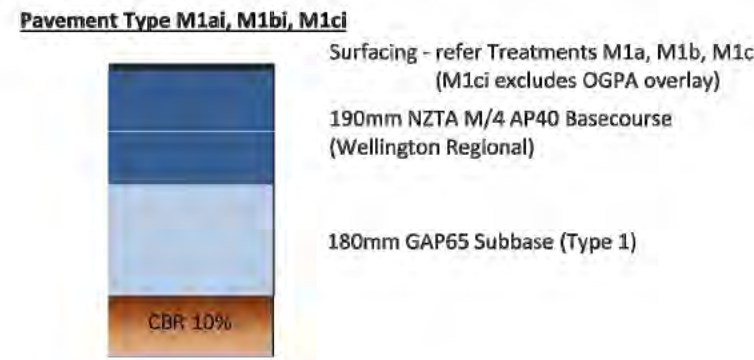 Pavement Type M1ai, M1bi, M1ci
Surfacing - refer Treatments M1a, M1b, M1c
(M1ci excludes OGPA overlay)
190mm NZTA M/4 AP40 Basecourse
(Wellington Regional)
180mm GAP65 Subbase (Type 1)
CBR 10%